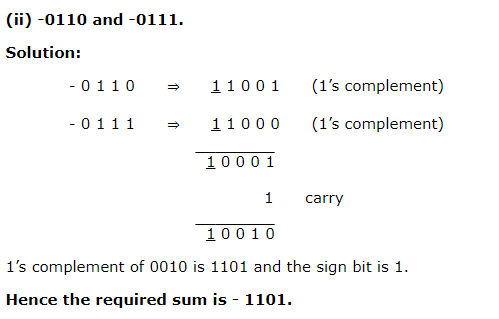 (ii) -0110 and -0111.
Solution:
- 0 1 1 0 ⇒ 1 1 0 0 1 (1’s complement)
- 0 1 1 1 ⇒ 1 1 0 0 0 (1’s complement)
1 0 0 0 1
1 carry
1 0 0 1 0
1’s complement of 0010 is 1101 and the sign bit is 1.
Hence the required sum is - 1101.